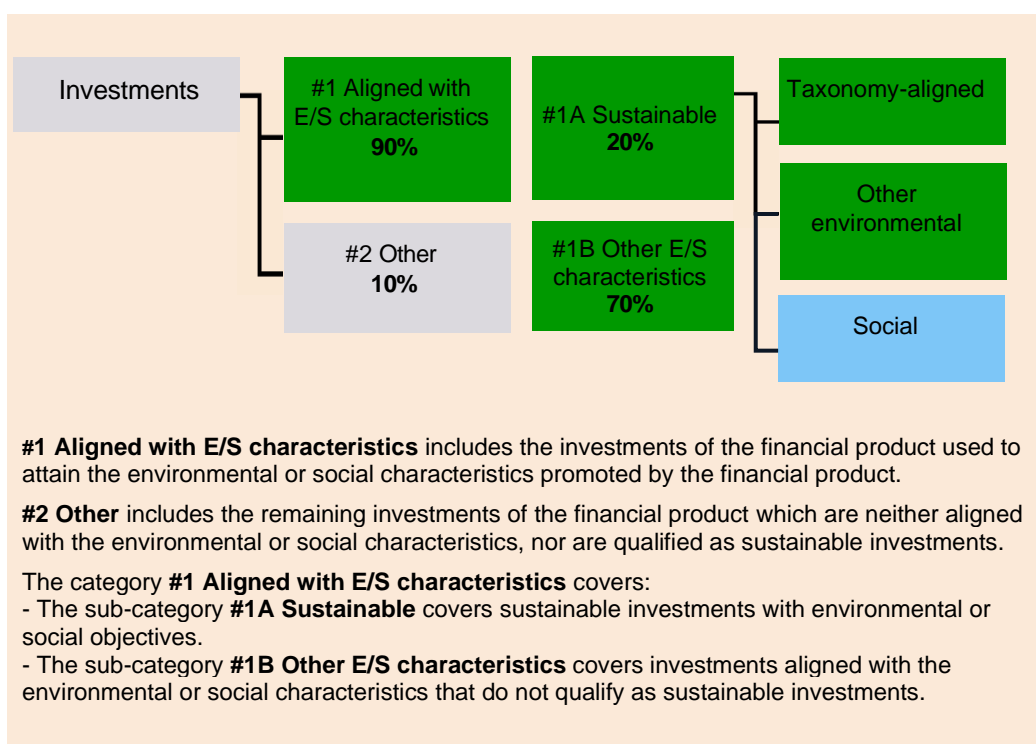 Investments
#1 Aligned with
E/S characteristics
90%
#2 Other
10%
#1A Sustainable
20%
#1B Other E/S
characteristics
70%
Taxonomy-aligned
Other
environmental
Social
#1 Aligned with E/S characteristics includes the investments of the financial product used to
attain the environmental or social characteristics promoted by the financial product.
#2 Other includes the remaining investments of the financial product which are neither aligned
with the environmental or social characteristics, nor are qualified as sustainable investments.
The category #1 Aligned with E/S characteristics covers:
- The sub-category #1A Sustainable covers sustainable investments with environmental or
social objectives.
- The sub-category #1B Other E/S characteristics covers investments aligned with the
environmental or social characteristics that do not qualify as sustainable investments.